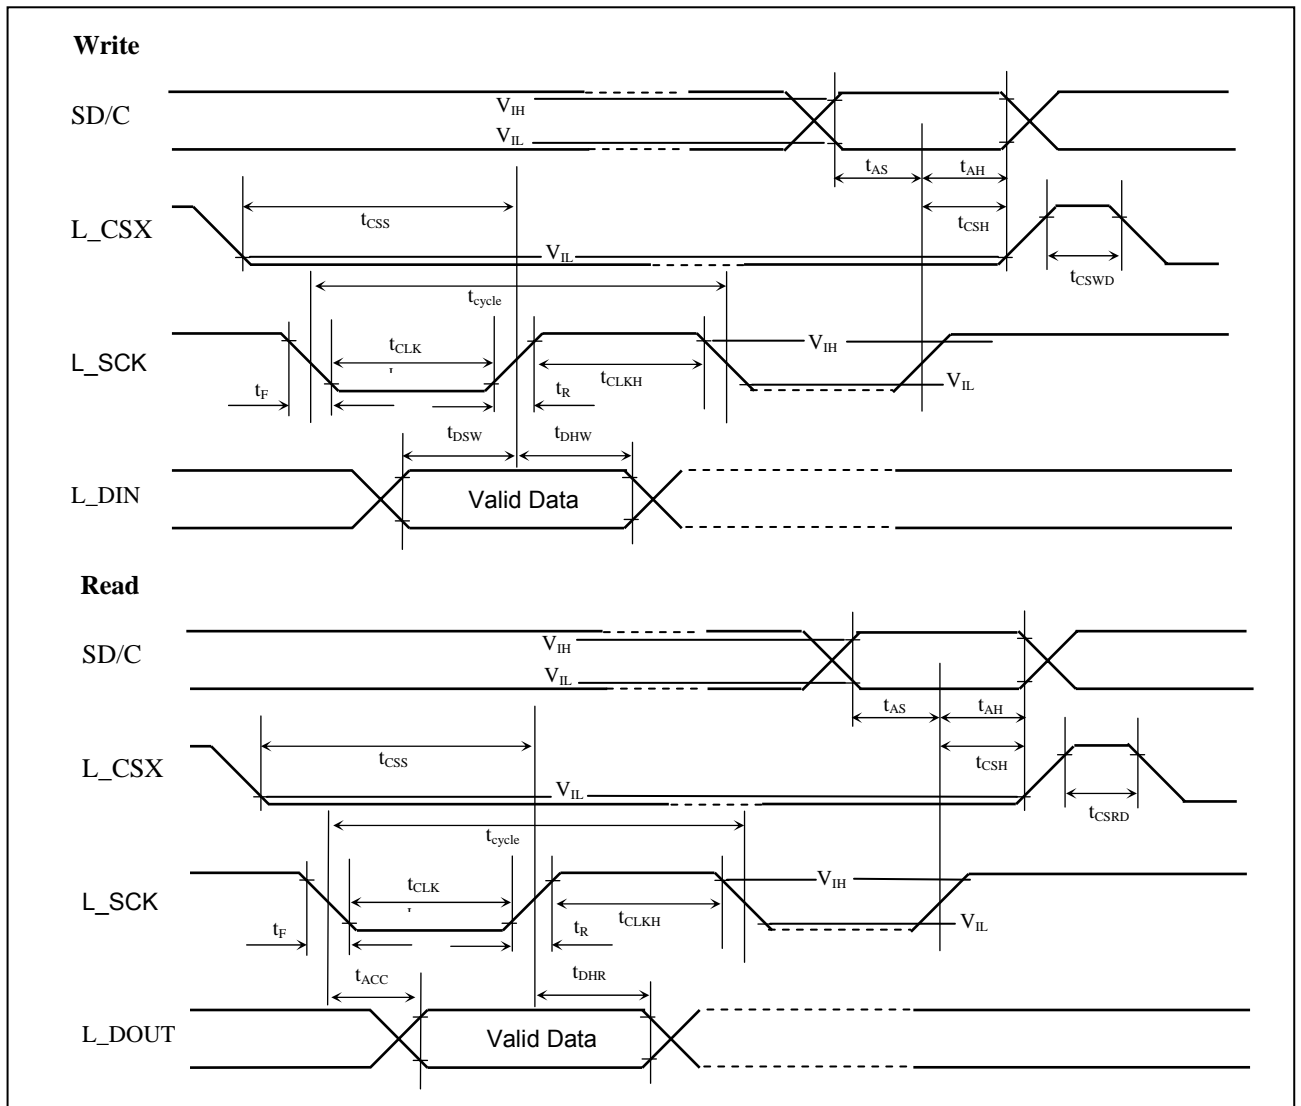 Write
SD/C
VIH
VIL
tAS
tAH
L_CSX
tCSS
tCSH
VIL
tCSWD
tcycle
L_SCK
tCLK
VIH
tCLKH
VIL
tF
tR
tDSW
tDHW
L_DIN
Valid Data
Read
SD/C
VIH
VIL
tAS
tAH
L_CSX
tCSS
tCSH
VIL
tCSRD
tcycle
L_SCK
tCLK
VIH
tCLKH
VIL
tF
tR
tACC
tDHR
L_DOUT
Valid Data